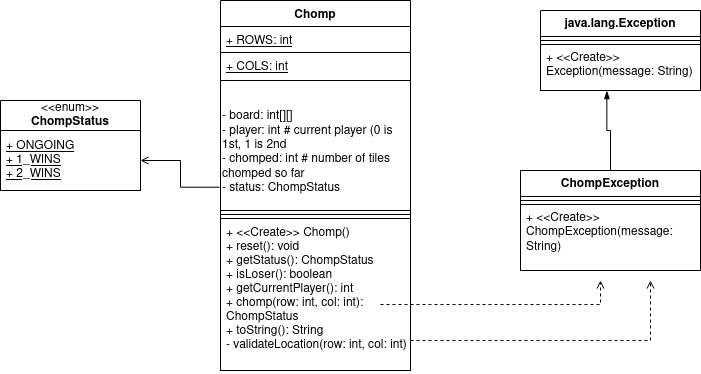 Chomp
+ ROWS: int
+ COLS: int
- board: int[][]
- player: int # current player (0 is
1st, 1 is 2nd
- chomped: int # number of tiles
chomped so far
- status: ChompStatus
+ <<Create>> Chomp()
+ reset(): void
+ getStatus(): ChompStatus
+ isLoser(): boolean
+ getCurrentPlayer(): int
+ chomp(row: int, col: int):
ChompStatus
+ toString(): String
- validateLocation(row: int, col: int)
<<enum>>
ChompStatus
+ ONGOING
+ 1_WINS
+ 2_WINS
java.lang.Exception
+ <<Create>>
Exception(message: String)
ChompException
+ <<Create>>
ChompException(message:
String)